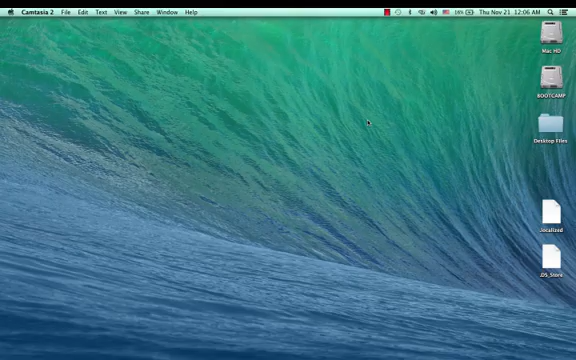 Camtasia 2 File Edit Text View Share Window Help
16% Thu Nov 21 12:06 AM
Mac HD
BOOTCAMP
Desktop Files
.localized
.DS_Store